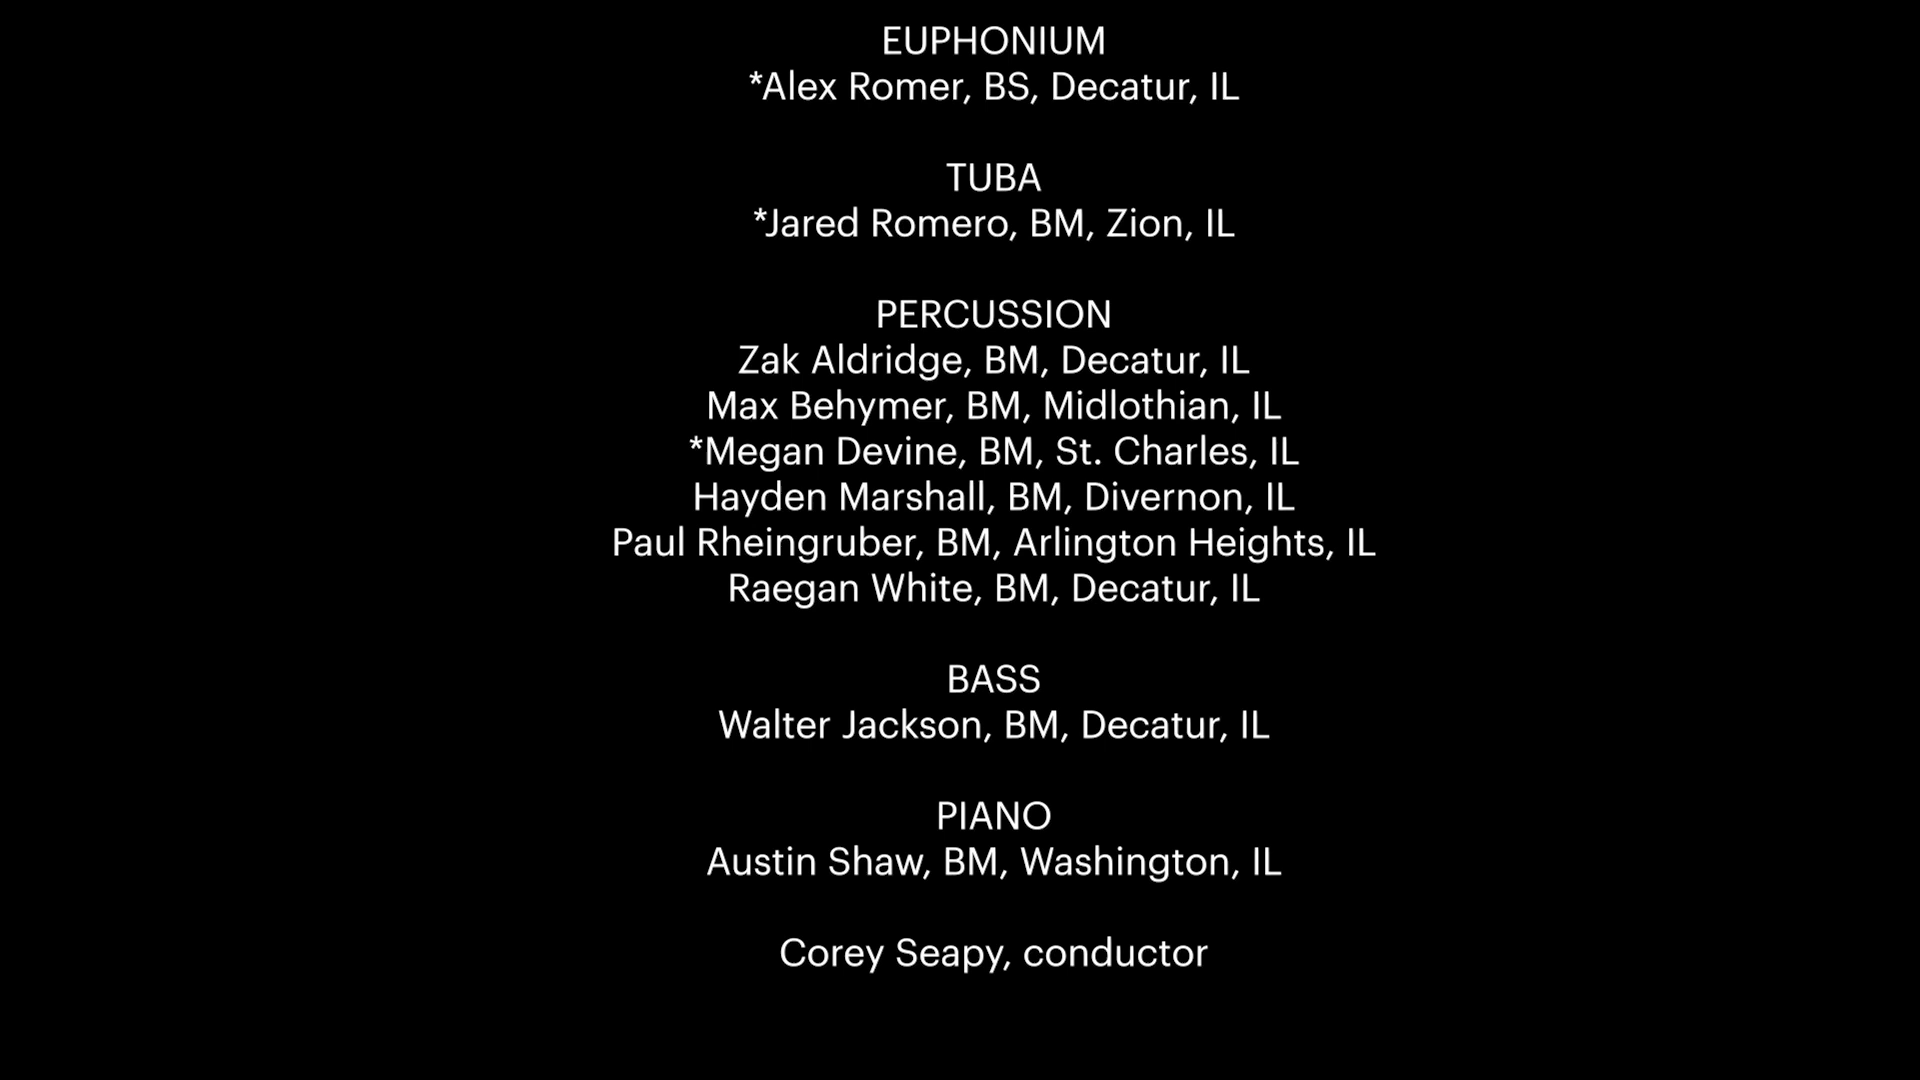 EUPHONIUM
*Alex Romer, BS, Decatur, IL
TUBA
*Jared Romero, BM, Zion, IL
PERCUSSION
Zak Aldridge, BM, Decatur, IL
Max Behymer, BM, Midlothian, IL
*Megan Devine, BM, St. Charles, IL
Hayden Marshall, BM, Divernon, IL
Paul Rheingruber, BM, Arlington Heights, IL
Raegan White, BM, Decatur, IL
BASS
Walter Jackson, BM, Decatur, IL
PIANO
Austin Shaw, BM, Washington, IL
Corey Seapy, conductor